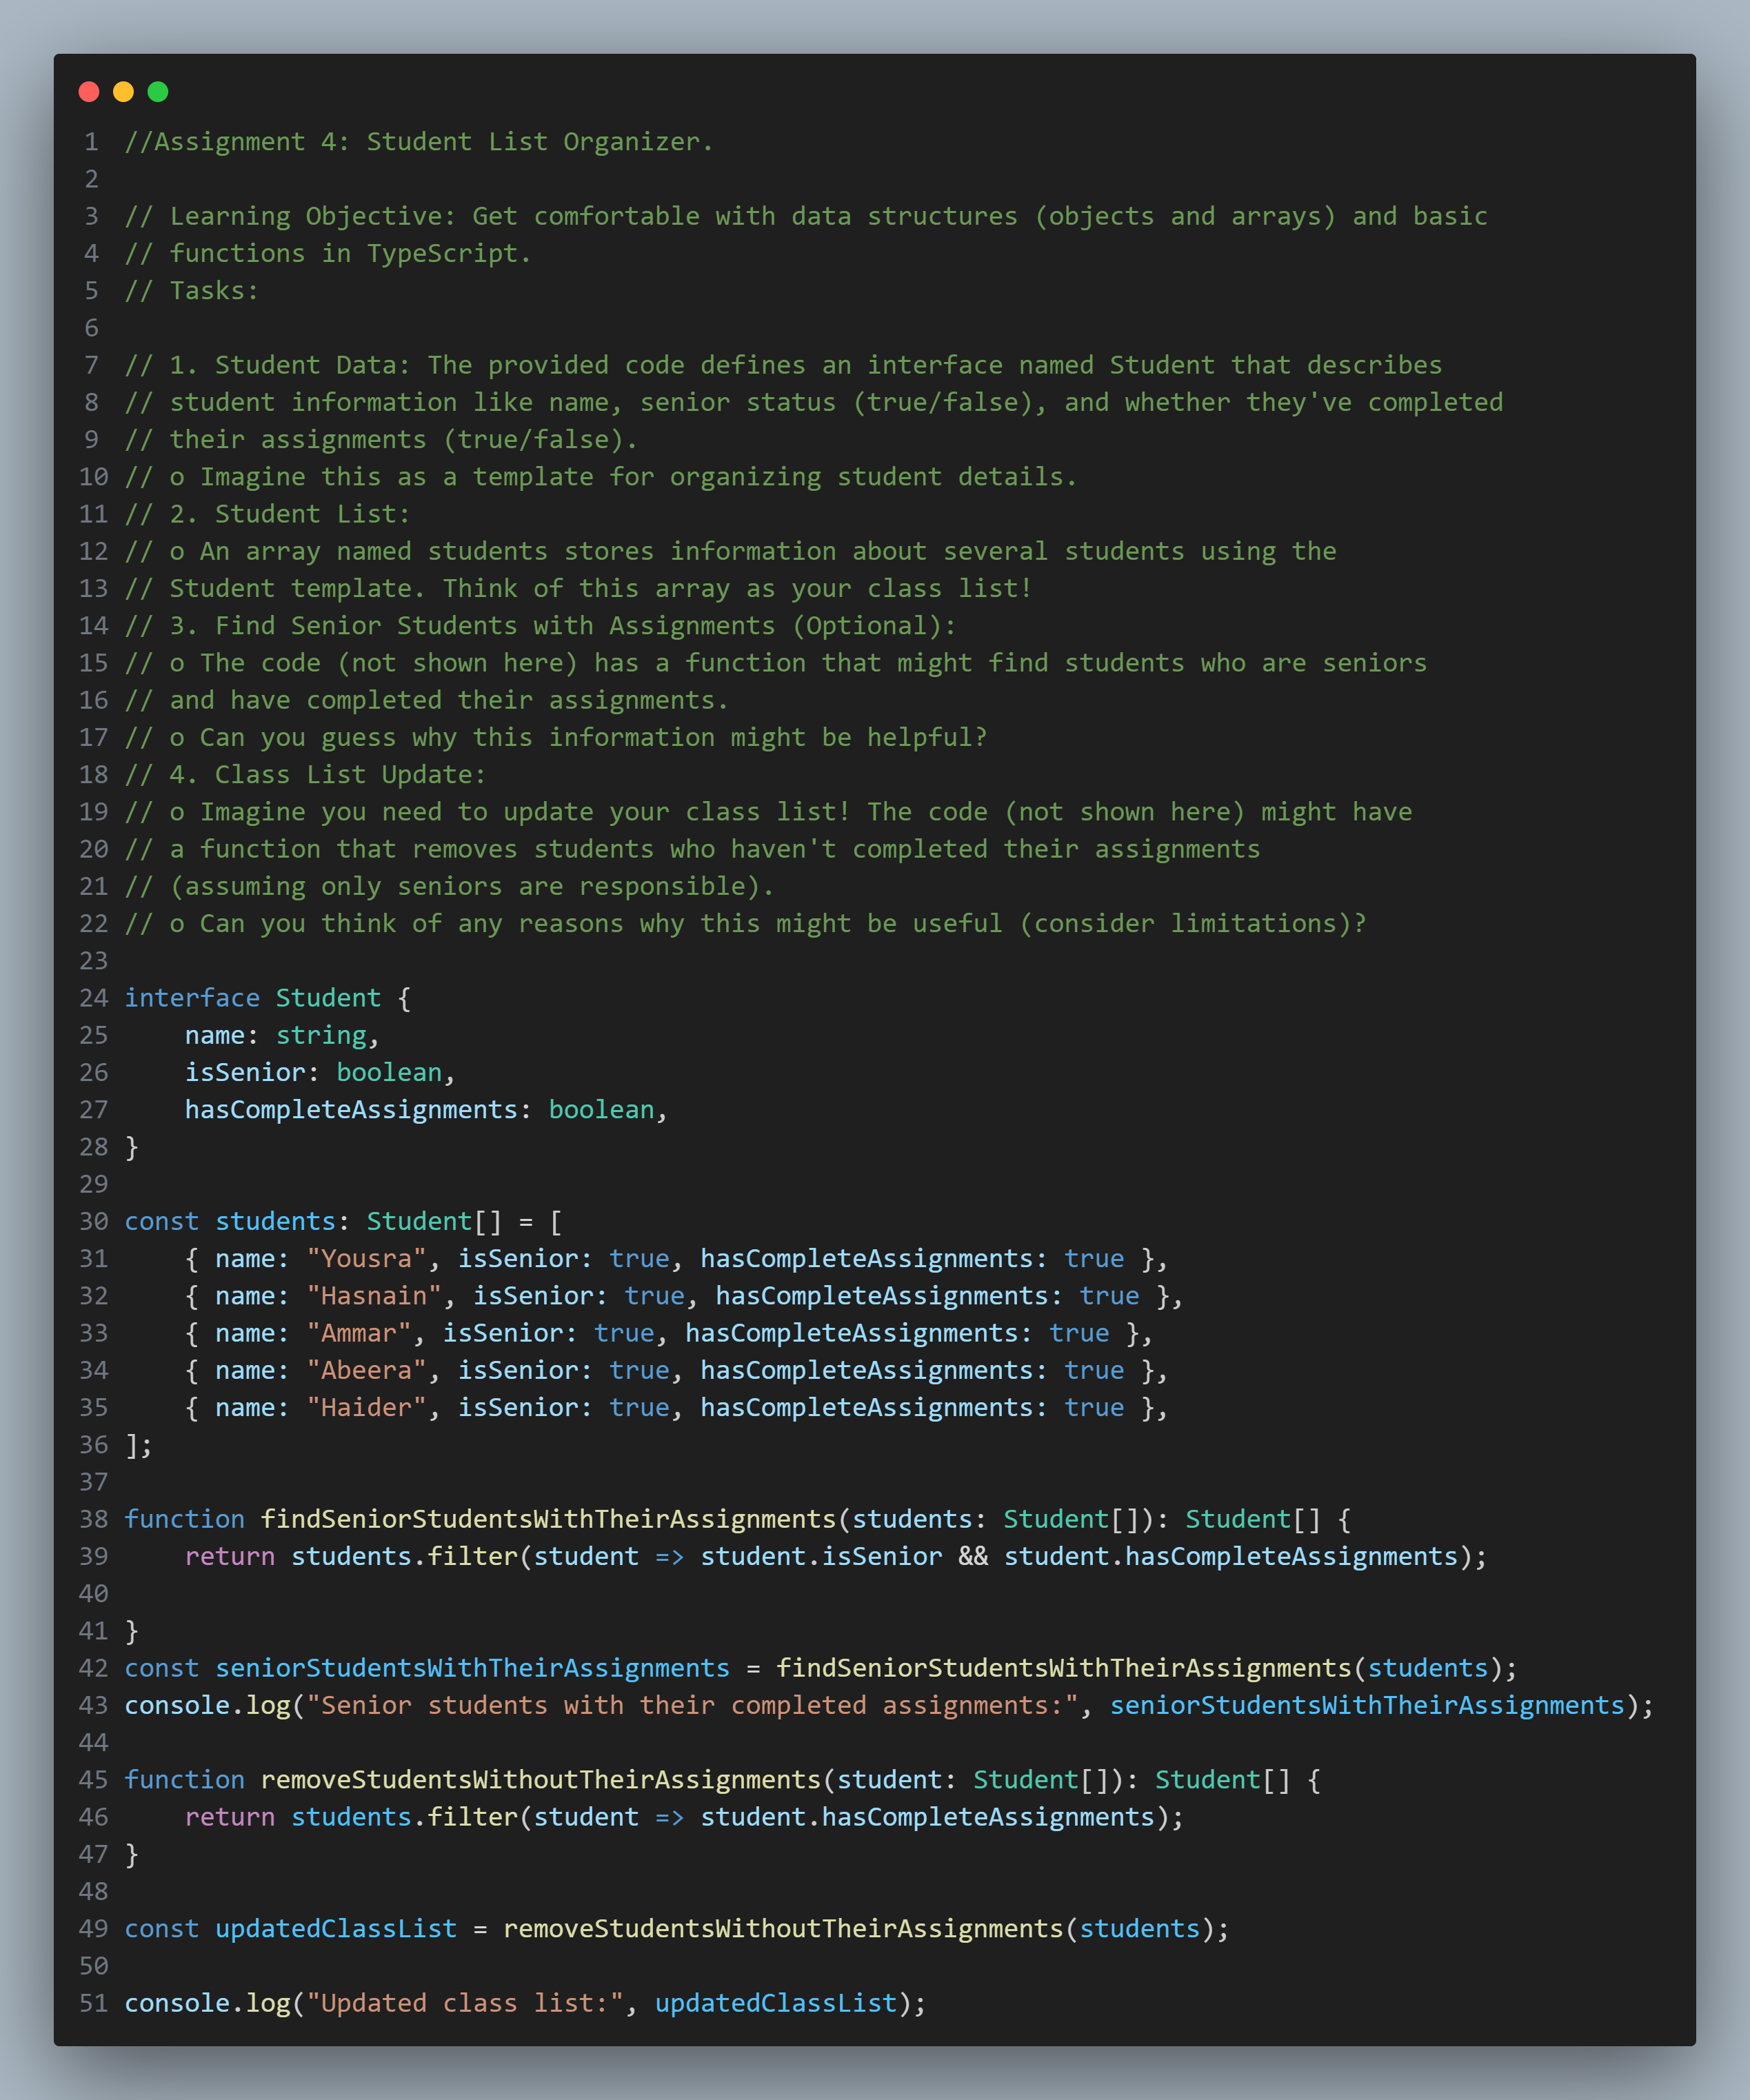 1 //Assignment 4: Student List Organizer.
2
3 // Learning Objective: Get comfortable with data structures (objects and arrays) and basic
4 // functions in TypeScript.
5 // Tasks:
6
7 // 1. Student Data: The provided code defines an interface named Student that describes
8 // student information like name, senior status (true/false), and whether they've completed
9 // their assignments (true/false).
10 // o Imagine this as a template for organizing student details.
11 // 2. Student List:
12 // o An array named students stores information about several students using the
13 // Student template. Think of this array as your class list!
14 // 3. Find Senior Students with Assignments (Optional):
15 // o The code (not shown here) has a function that might find students who are seniors
16 // and have completed their assignments.
17 // o Can you guess why this information might be helpful?
18 // 4. Class List Update:
19 // o Imagine you need to update your class list! The code (not shown here) might have
20 // a function that removes students who haven't completed their assignments
21 // (assuming only seniors are responsible).
22 // o Can you think of any reasons why this might be useful (consider limitations)?
23
24 interface Student {
25     name: string,
26     isSenior: boolean,
27     hasCompleteAssignments: boolean,
28 }
29
30 const students: Student[] = [
31     { name: "Yousra", isSenior: true, hasCompleteAssignments: true },
32     { name: "Hasnain", isSenior: true, hasCompleteAssignments: true },
33     { name: "Ammar", isSenior: true, hasCompleteAssignments: true },
34     { name: "Abeera", isSenior: true, hasCompleteAssignments: true },
35     { name: "Haider", isSenior: true, hasCompleteAssignments: true },
36 ];
37
38 function findSeniorStudentsWithTheirAssignments(students: Student[]): Student[] {
39     return students.filter(student => student.isSenior && student.hasCompleteAssignments);
40
41 }
42 const seniorStudentsWithTheirAssignments = findSeniorStudentsWithTheirAssignments(students);
43 console.log("Senior students with their completed assignments:", seniorStudentsWithTheirAssignments);
44
45 function removeStudentsWithoutTheirAssignments(student: Student[]): Student[] {
46     return students.filter(student => student.hasCompleteAssignments);
47 }
48
49 const updatedClassList = removeStudentsWithoutTheirAssignments(students);
50
51 console.log("Updated class list:", updatedClassList);